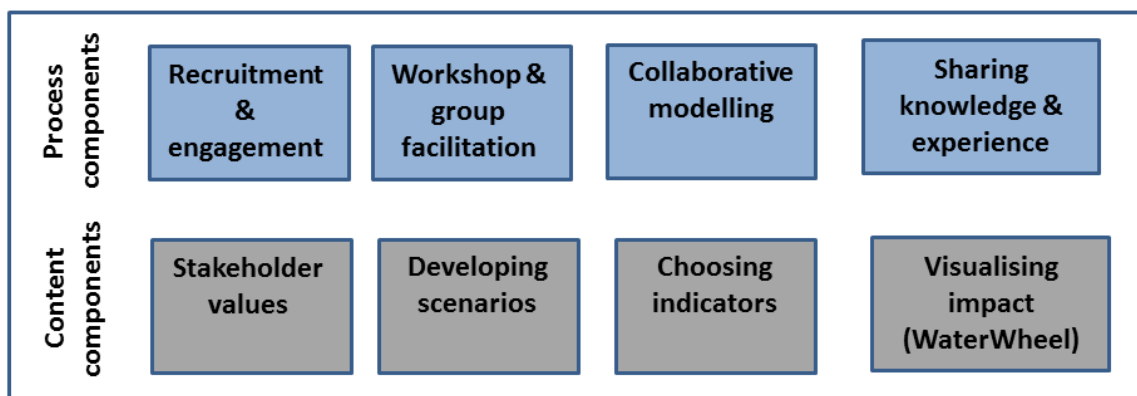 Process
components
Recruitment
&
engagement
Workshop &
group
facilitation
Collaborative
modelling
Sharing
knowledge &
experience
Content
components
Stakeholder
values
Developing
scenarios
Choosing
indicators
Visualising
impact
(WaterWheel)